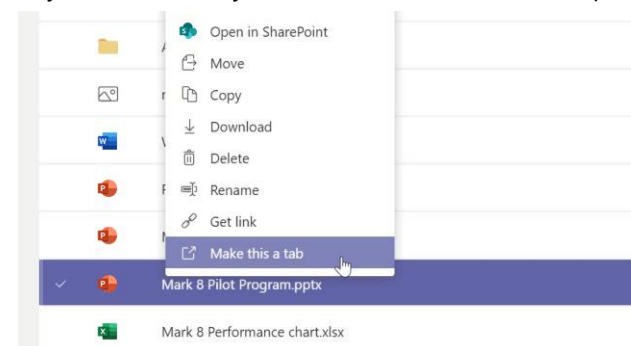 Open in SharePoint
Move
Copy
Download
Delete
Rename
Get link
Make this a tab
Mark 8 Pilot Program.pptx
Mark 8 Performance chart.xlsx